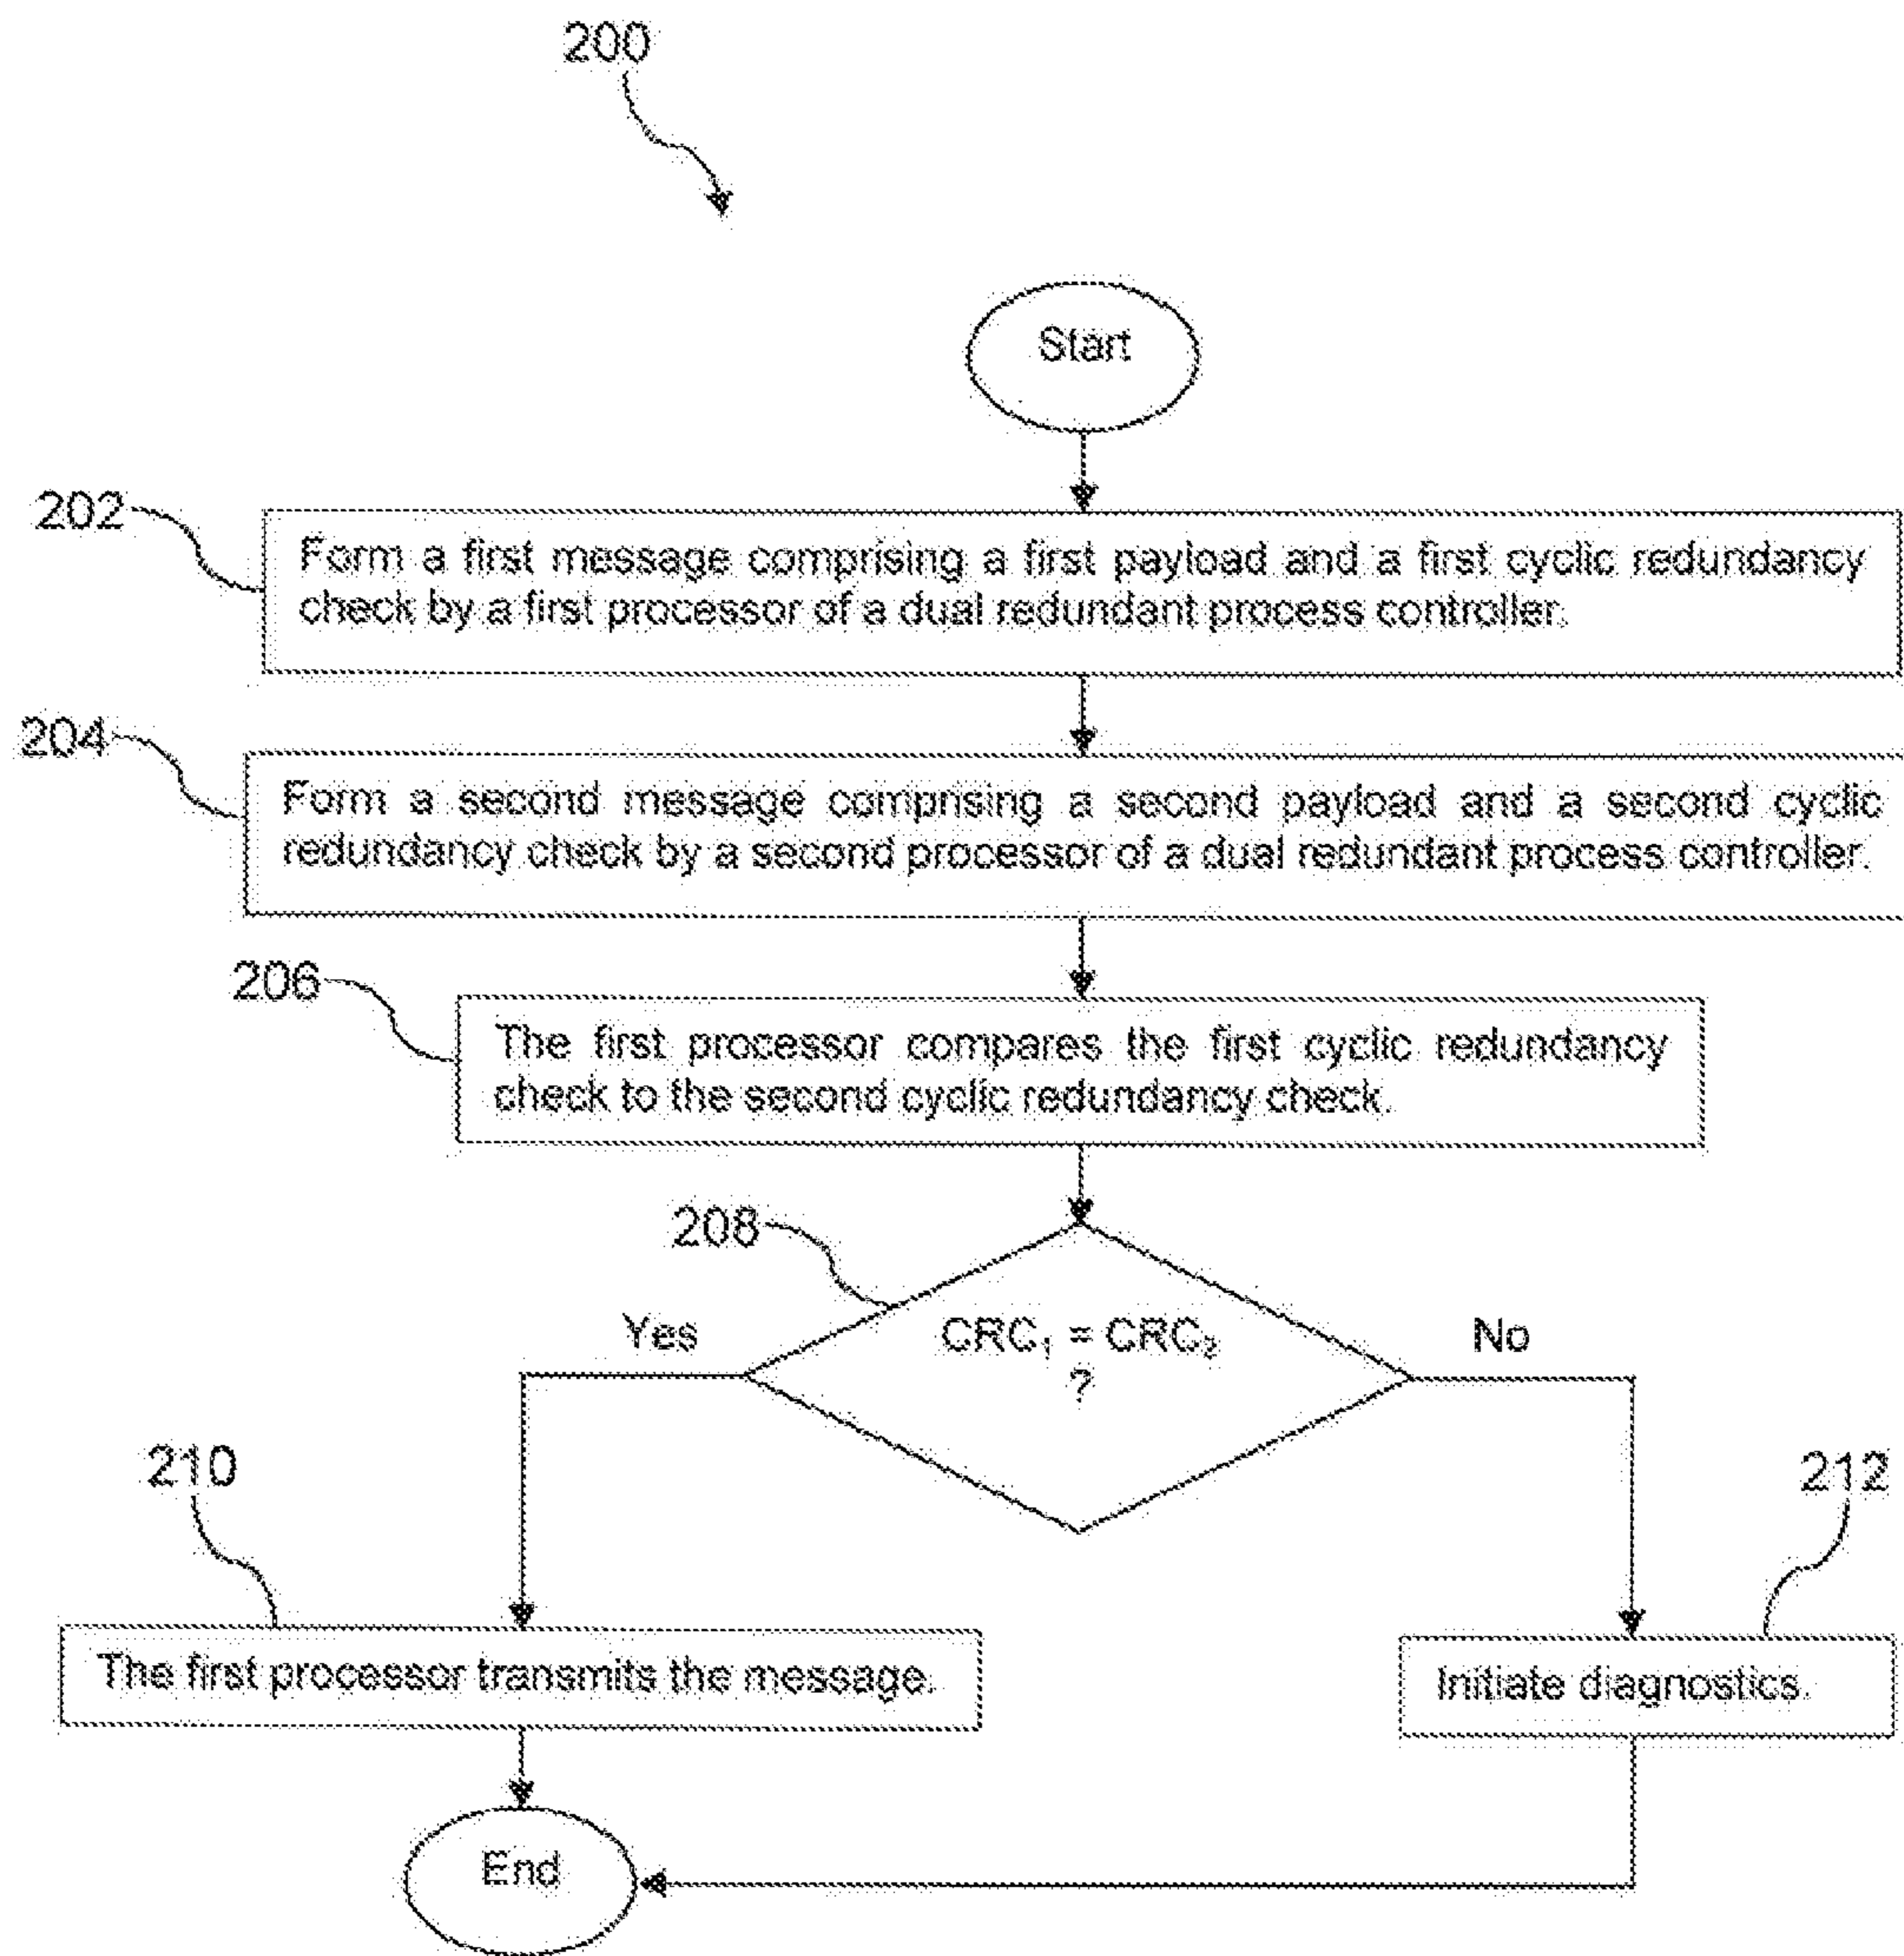 200
Start
202
Form a first message comprising a first payload and a first cyclic redundancy
check by a first processor of a dual redundant process controller.
204
Form a second message comprising a second payload and a second cyclic
redundancy check by a second processor of a dual redundant process controller.
206
The first processor compares the first cyclic redundancy
check to the second cyclic redundancy check.
208
Yes
CRC₁ = CRC₂
?
No
210
212
The first processor transmits the message.
Initiate diagnostics.
End